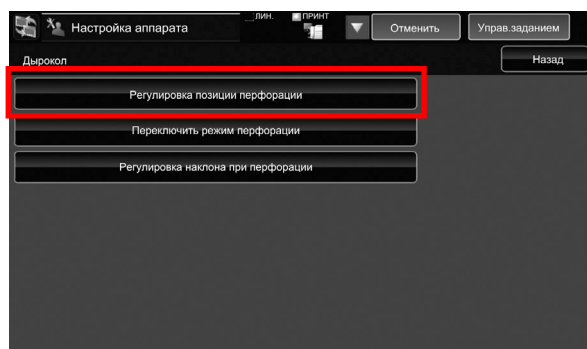 Настройка аппарата
ЛИН.
ПРИНТ
Отменить
Управ.заданием
Дырокол
Назад
Регулировка позиции перфорации
Переключить режим перфорации
Регулировка наклона при перфорации